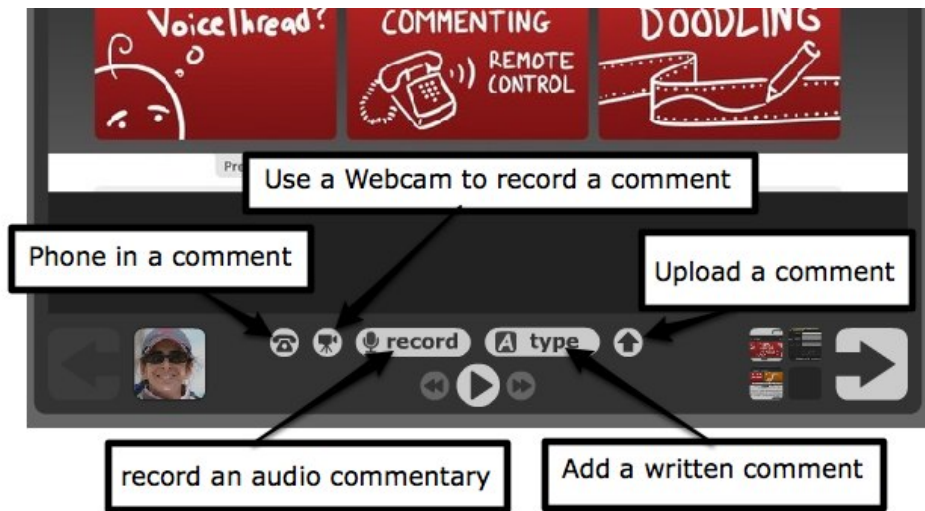 VoiceThread?
COMMENTING
REMOTE
CONTROL
DOODLING
Pr
Use a Webcam to record a comment
Phone in a comment
Upload a comment
record
A type
record an audio commentary
Add a written comment